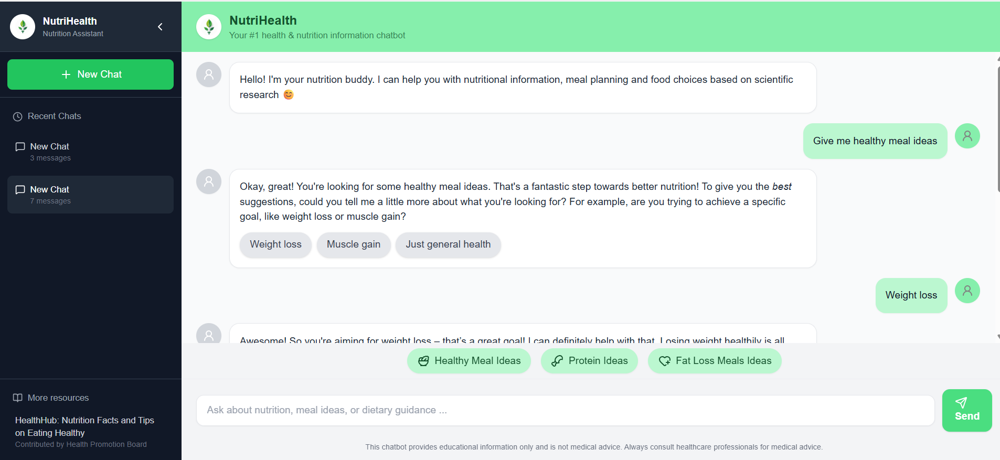 NutriHealth
Nutrition Assistant
New Chat
Recent Chats
New Chat
3 messages
New Chat
7 messages
More resources
HealthHub: Nutrition Facts and Tips
on Eating Healthy
Contributed by Health Promotion Board
NutriHealth
Your #1 health & nutrition information chatbot
Hello! I'm your nutrition buddy. I can help you with nutritional information, meal planning and food choices based on scientific
research 😊
Give me healthy meal ideas
Okay, great! You're looking for some healthy meal ideas. That's a fantastic step towards better nutrition! To give you the best
suggestions, could you tell me a little more about what you're looking for? For example, are you trying to achieve a specific
goal, like weight loss or muscle gain?
Weight loss
Muscle gain
Just general health
Weight loss
Awesome! So you're aiming for weight loss – that’s a great goal! I can definitely help with that. Losing weight healthily is all
Healthy Meal Ideas
Protein Ideas
Fat Loss Meals Ideas
Ask about nutrition, meal ideas, or dietary guidance ...
Send
This chatbot provides educational information only and is not medical advice. Always consult healthcare professionals for medical advice.